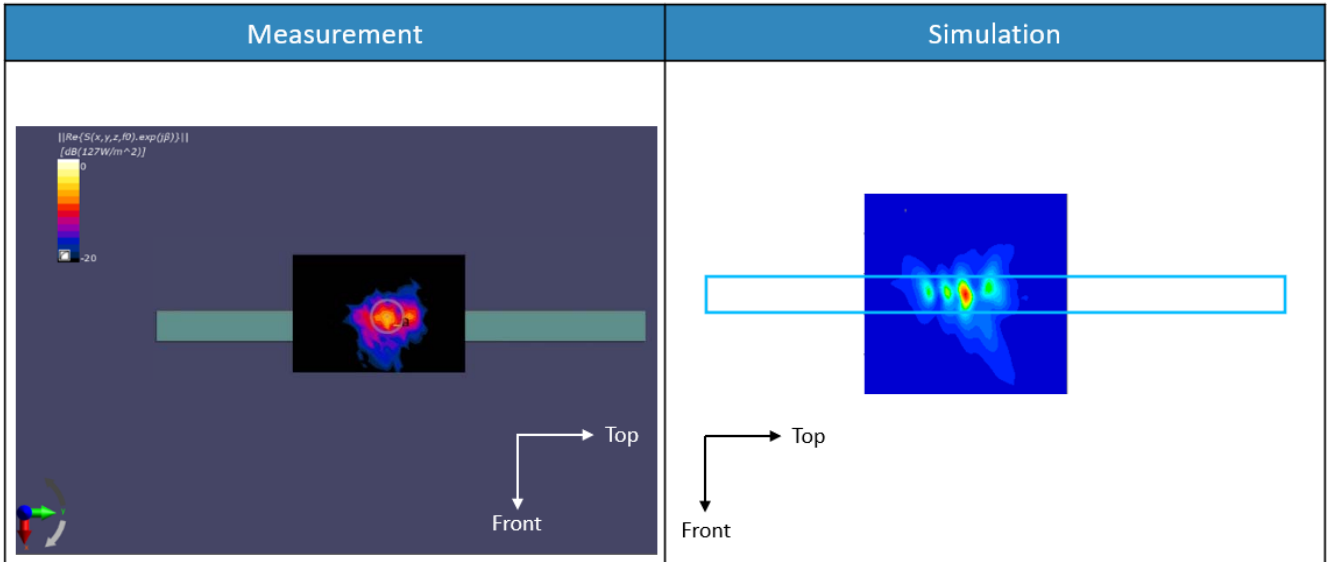 Measurement
Simulation
||Re{S(x,y,z,f0).exp(jβ)}||
[dB(127W/m^2)]
0
-20
a
Top
Front
Top
Front